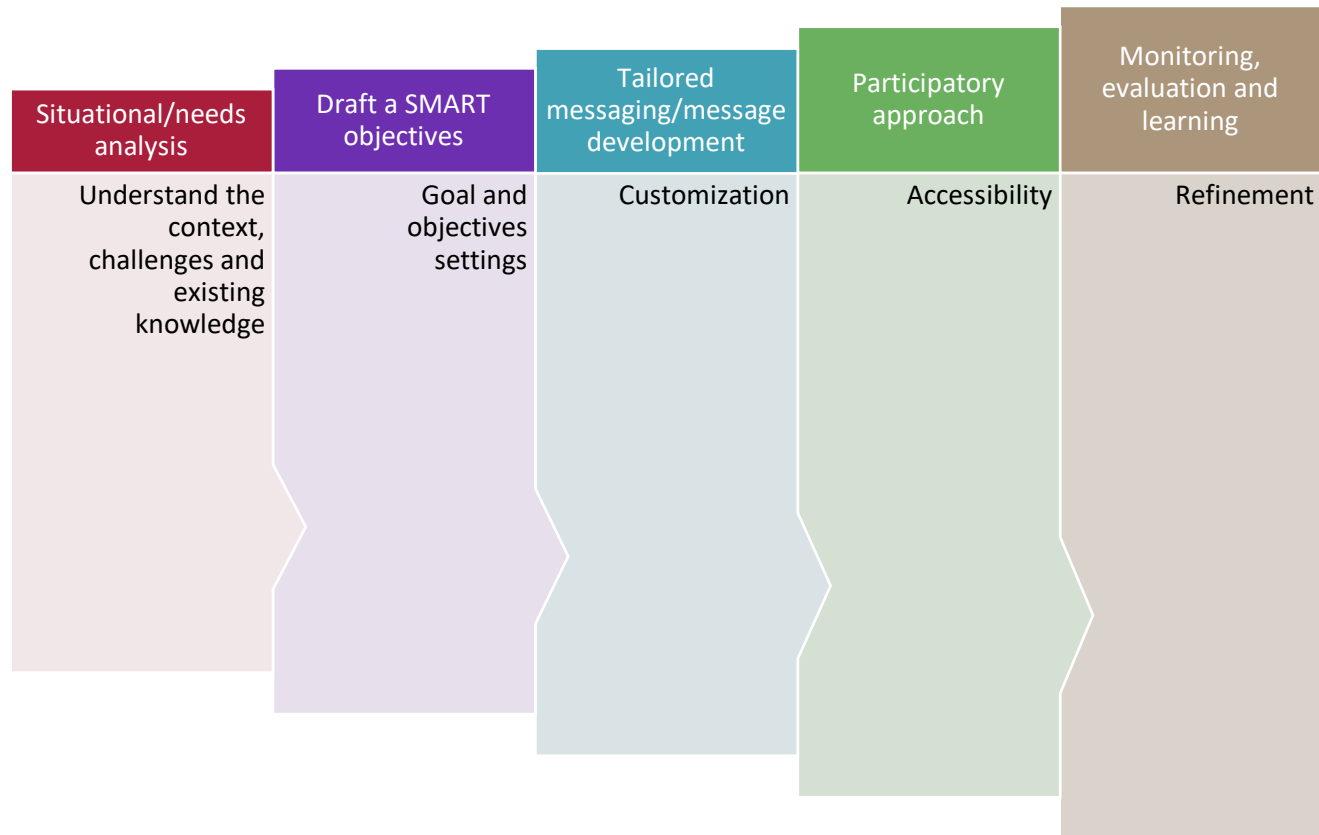 Situational/needs
analysis
Understand the
context,
challenges and
existing
knowledge
Draft a SMART
objectives
Goal and
objectives
settings
Tailored
messaging/message
development
Customization
Participatory
approach
Accessibility
Monitoring,
evaluation and
learning
Refinement